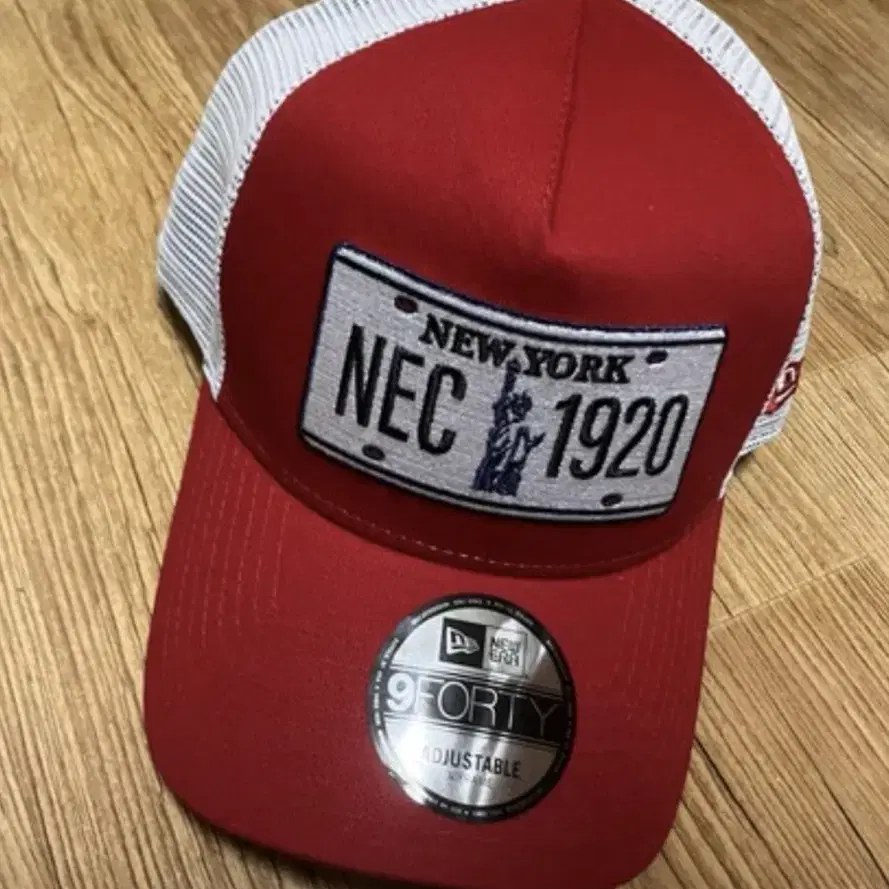 NEW YORK
NEC 1920
NEW ERA
9FORTY
ADJUSTABLE